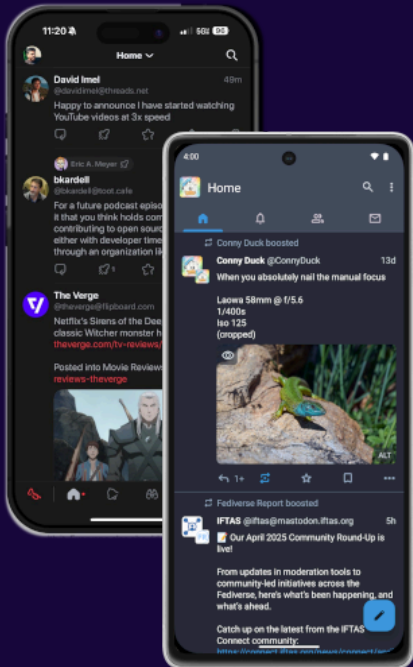 11:20
56%
Home
David Imel
49m
@davidimel@threads.net
Happy to announce I have started watching
YouTube videos at 3x speed
Eric A. Meyer
bkardell
@bkardell@toot.cafe
For a future podcast episo
it that you think holds com
contributing to open sourc
either with developer time
through an organization lik
1
The Verge
@theverge@flipboard.com
Netflix's Sirens of the Dee
classic Witcher monster h
theverge.com/tv-reviews/
Posted into Movie Review
reviews-theverge
4:00
Home
Conny Duck boosted
Conny Duck @ConnyDuck
13d
When you absolutely nail the manual focus
Laowa 58mm @ f/5.6
1/400s
Iso 125
(cropped)
ALT
1+
Fediverse Report boosted
IFTAS @iftas@mastodon.iftas.org
5h
📝 Our April 2025 Community Round-Up is
live!
From updates in moderation tools to
community-led initiatives across the
Fediverse, here's what's been happening, and
what's ahead.
Catch up on the latest from the IFTAS
Connect community: